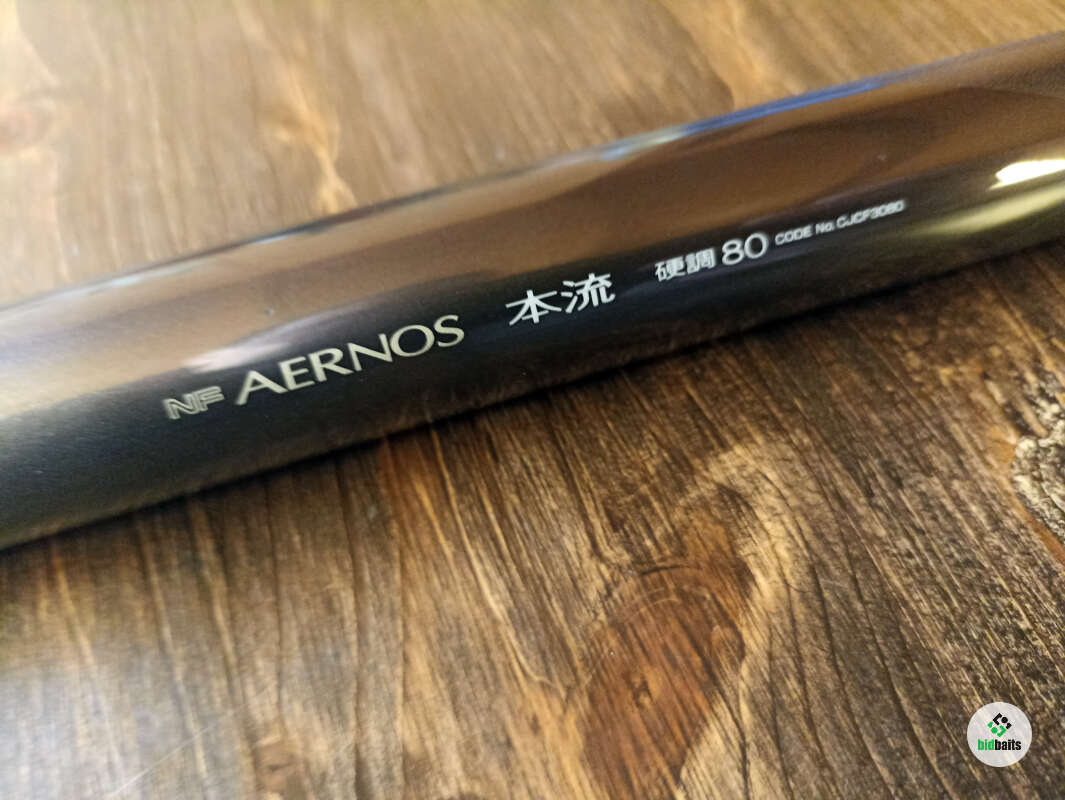 NF AERNOS 本流 硬調 80 CODE No. CJCF3080
bidbaits